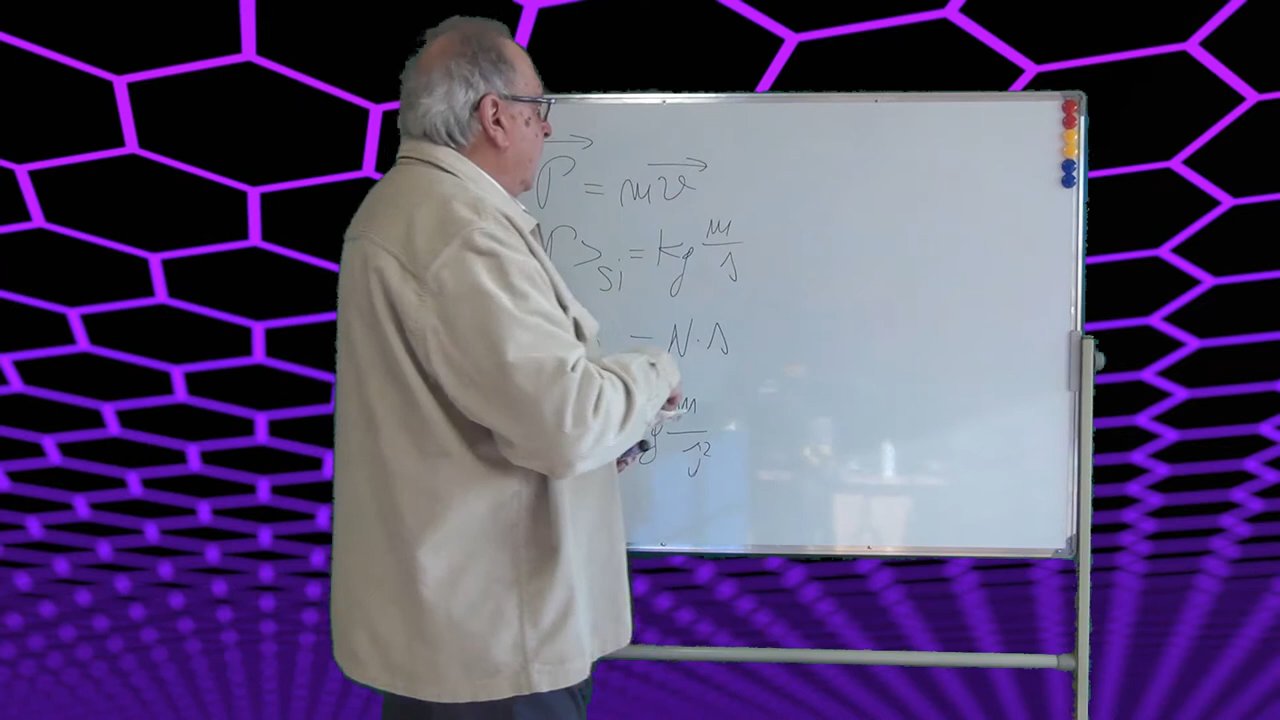 P⃗ = mv⃗
P>si = kg m/s
= N·s
g m/s²